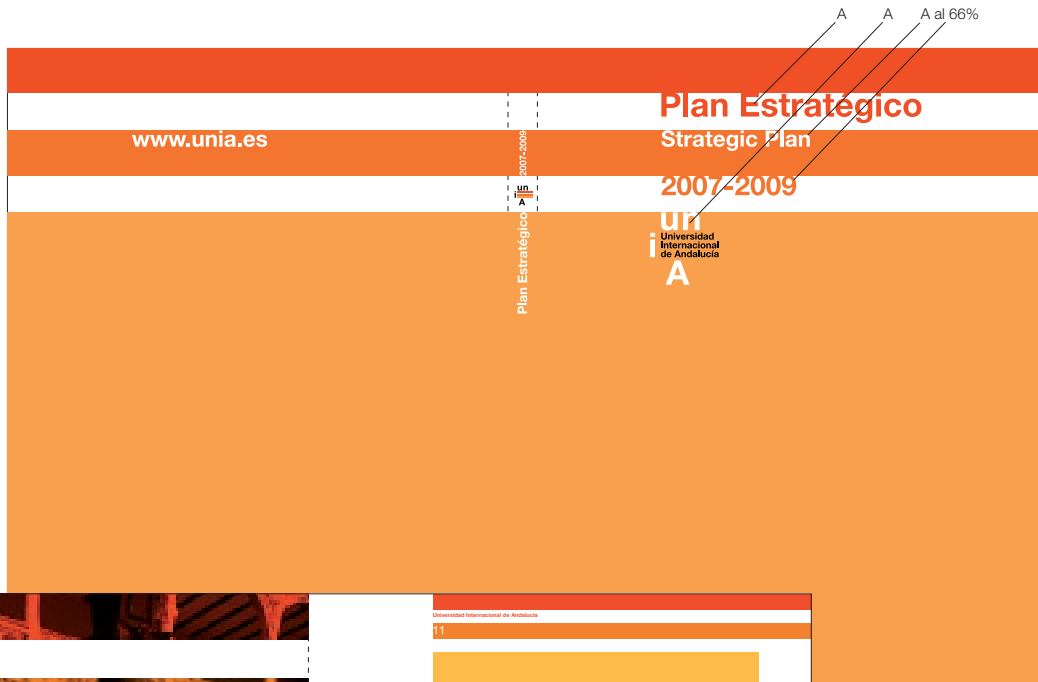 A A A al 66%
Plan Estratégico
www.unia.es
Strategic Plan
2007-2009
2007-2009
un
i
A
Plan Estratégico
un
i
Universidad
Internacional
de Andalucía
A
Universidad Internacional de Andalucía
11